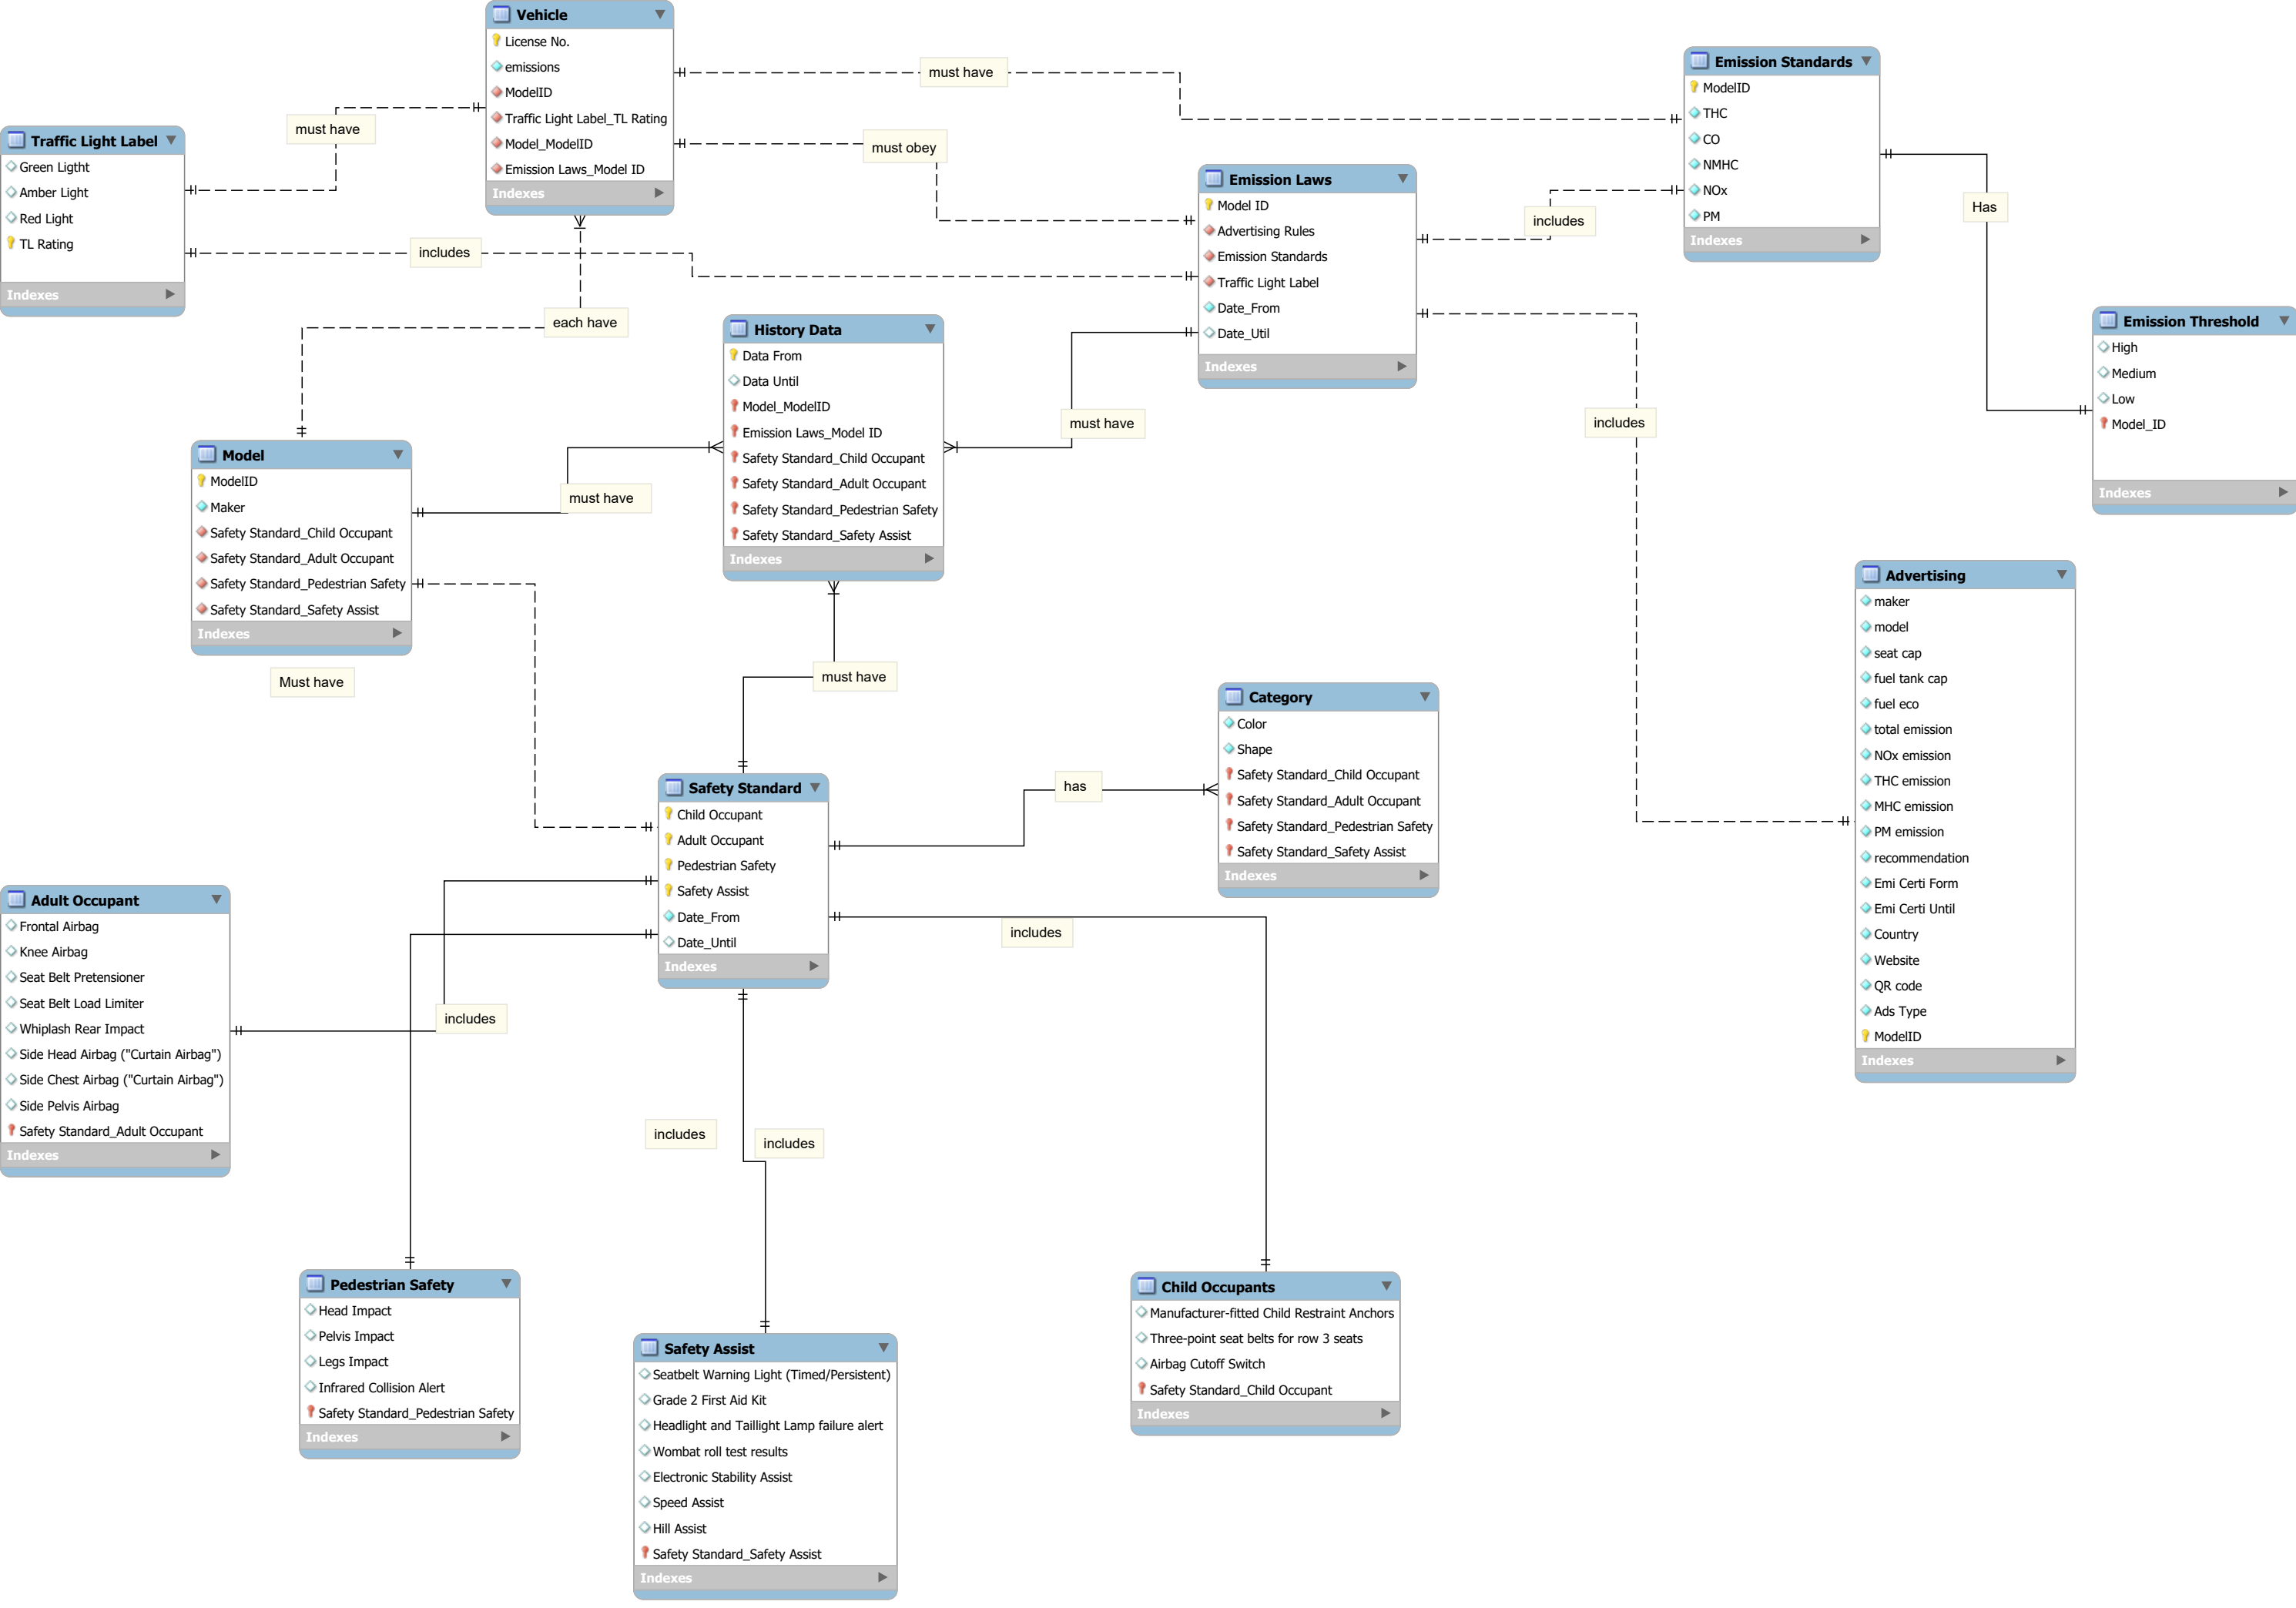 Vehicle
License No.
emissions
ModelID
Traffic Light Label_TL Rating
Model_ModelID
Emission Laws_Model ID
Indexes
must have
Emission Standards
ModelID
THC
CO
NMHC
NOx
PM
Indexes
must have
Traffic Light Label
Green Ligtht
Amber Light
Red Light
TL Rating
Indexes
must obey
Emission Laws
Model ID
Advertising Rules
Emission Standards
Traffic Light Label
Date_From
Date_Util
Indexes
includes
Has
includes
each have
History Data
Data From
Data Until
Model_ModelID
Emission Laws_Model ID
Safety Standard_Child Occupant
Safety Standard_Adult Occupant
Safety Standard_Pedestrian Safety
Safety Standard_Safety Assist
Indexes
Emission Threshold
High
Medium
Low
Model_ID
Indexes
must have
includes
Model
ModelID
Maker
Safety Standard_Child Occupant
Safety Standard_Adult Occupant
Safety Standard_Pedestrian Safety
Safety Standard_Safety Assist
Indexes
must have
Must have
must have
Advertising
maker
model
seat cap
fuel tank cap
fuel eco
total emission
NOx emission
THC emission
MHC emission
PM emission
recommendation
Emi Certi Form
Emi Certi Until
Country
Website
QR code
Ads Type
ModelID
Indexes
Category
Color
Shape
Safety Standard_Child Occupant
Safety Standard_Adult Occupant
Safety Standard_Pedestrian Safety
Safety Standard_Safety Assist
Indexes
has
Safety Standard
Child Occupant
Adult Occupant
Pedestrian Safety
Safety Assist
Date_From
Date_Until
Indexes
includes
Adult Occupant
Frontal Airbag
Knee Airbag
Seat Belt Pretensioner
Seat Belt Load Limiter
Whiplash Rear Impact
Side Head Airbag ("Curtain Airbag")
Side Chest Airbag ("Curtain Airbag")
Side Pelvis Airbag
Safety Standard_Adult Occupant
Indexes
includes
includes
includes
Pedestrian Safety
Head Impact
Pelvis Impact
Legs Impact
Infrared Collision Alert
Safety Standard_Pedestrian Safety
Indexes
Safety Assist
Seatbelt Warning Light (Timed/Persistent)
Grade 2 First Aid Kit
Headlight and Taillight Lamp failure alert
Wombat roll test results
Electronic Stability Assist
Speed Assist
Hill Assist
Safety Standard_Safety Assist
Indexes
Child Occupants
Manufacturer-fitted Child Restraint Anchors
Three-point seat belts for row 3 seats
Airbag Cutoff Switch
Safety Standard_Child Occupant
Indexes